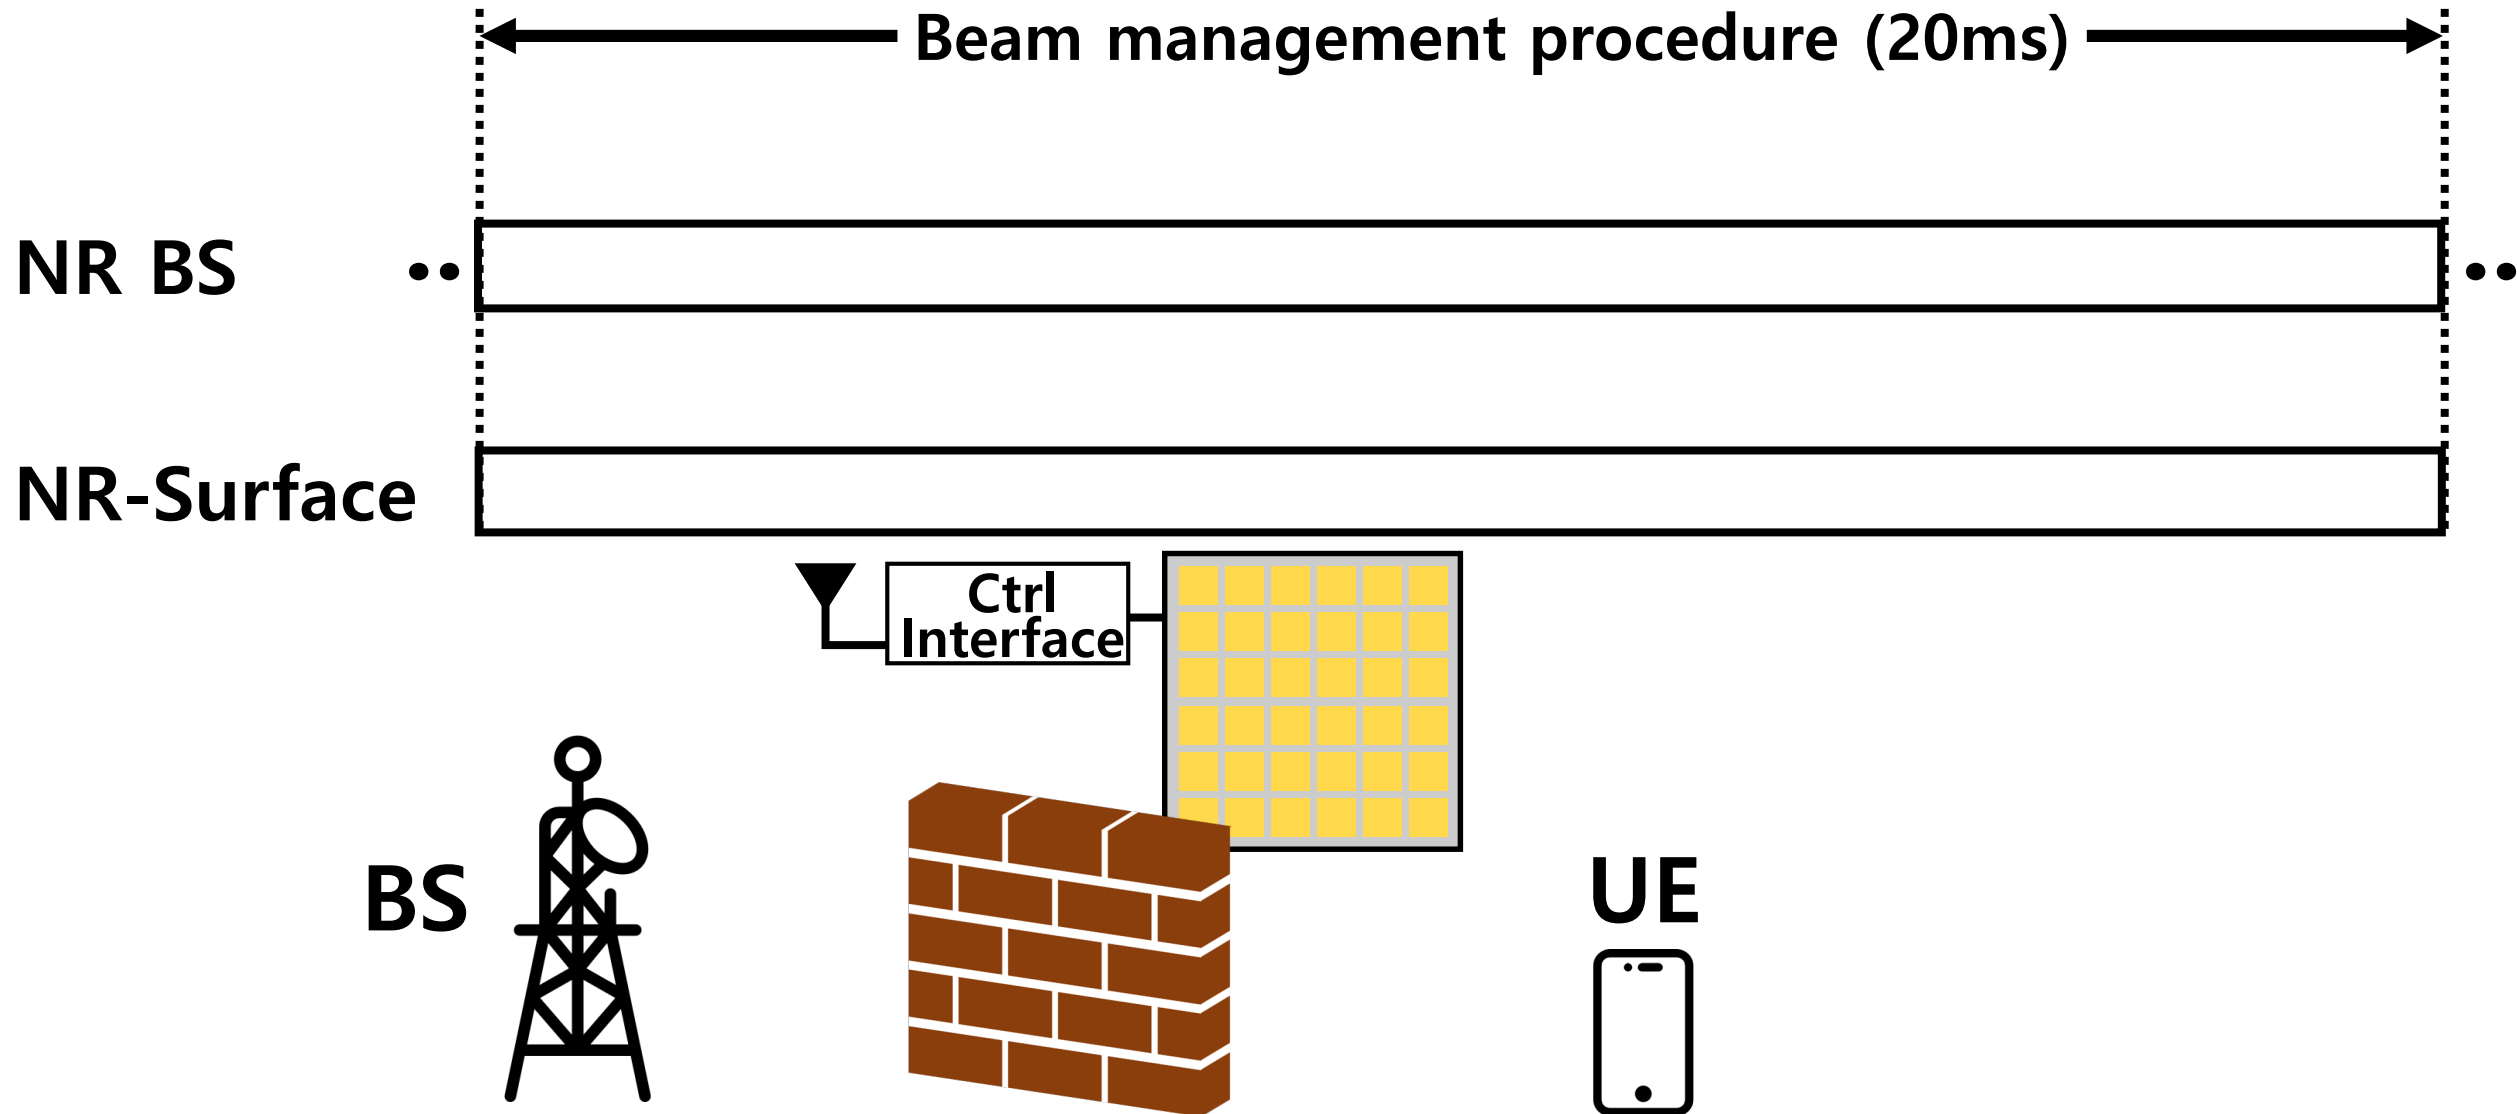 Beam management procedure (20ms)
NR BS
NR-Surface
Ctrl
Interface
BS
UE